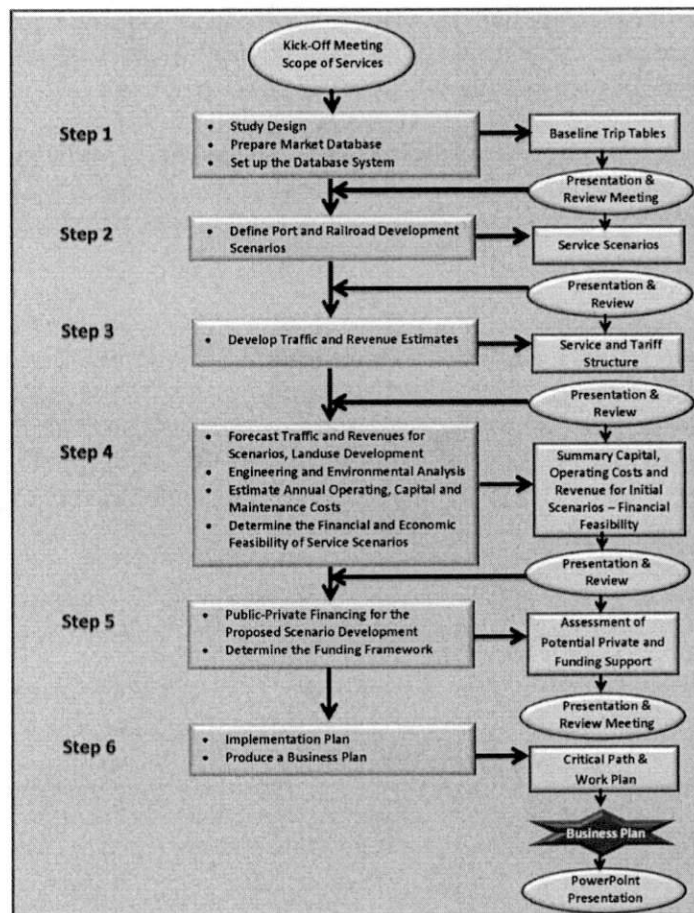 Kick-Off Meeting
Scope of Services
Step 1
• Study Design
• Prepare Market Database
• Set up the Database System
Baseline Trip Tables
Presentation &
Review Meeting
Step 2
• Define Port and Railroad Development
Scenarios
Service Scenarios
Presentation &
Review
Step 3
• Develop Traffic and Revenue Estimates
Service and Tariff
Structure
Presentation &
Review
Step 4
• Forecast Traffic and Revenues for
Scenarios, Landuse Development
• Engineering and Environmental Analysis
• Estimate Annual Operating, Capital and
Maintenance Costs
• Determine the Financial and Economic
Feasibility of Service Scenarios
Summary Capital,
Operating Costs and
Revenue for Initial
Scenarios – Financial
Feasibility
Presentation &
Review
Step 5
• Public-Private Financing for the
Proposed Scenario Development
• Determine the Funding Framework
Assessment of
Potential Private and
Funding Support
Presentation &
Review Meeting
Step 6
• Implementation Plan
• Produce a Business Plan
Critical Path &
Work Plan
Business Plan
PowerPoint
Presentation